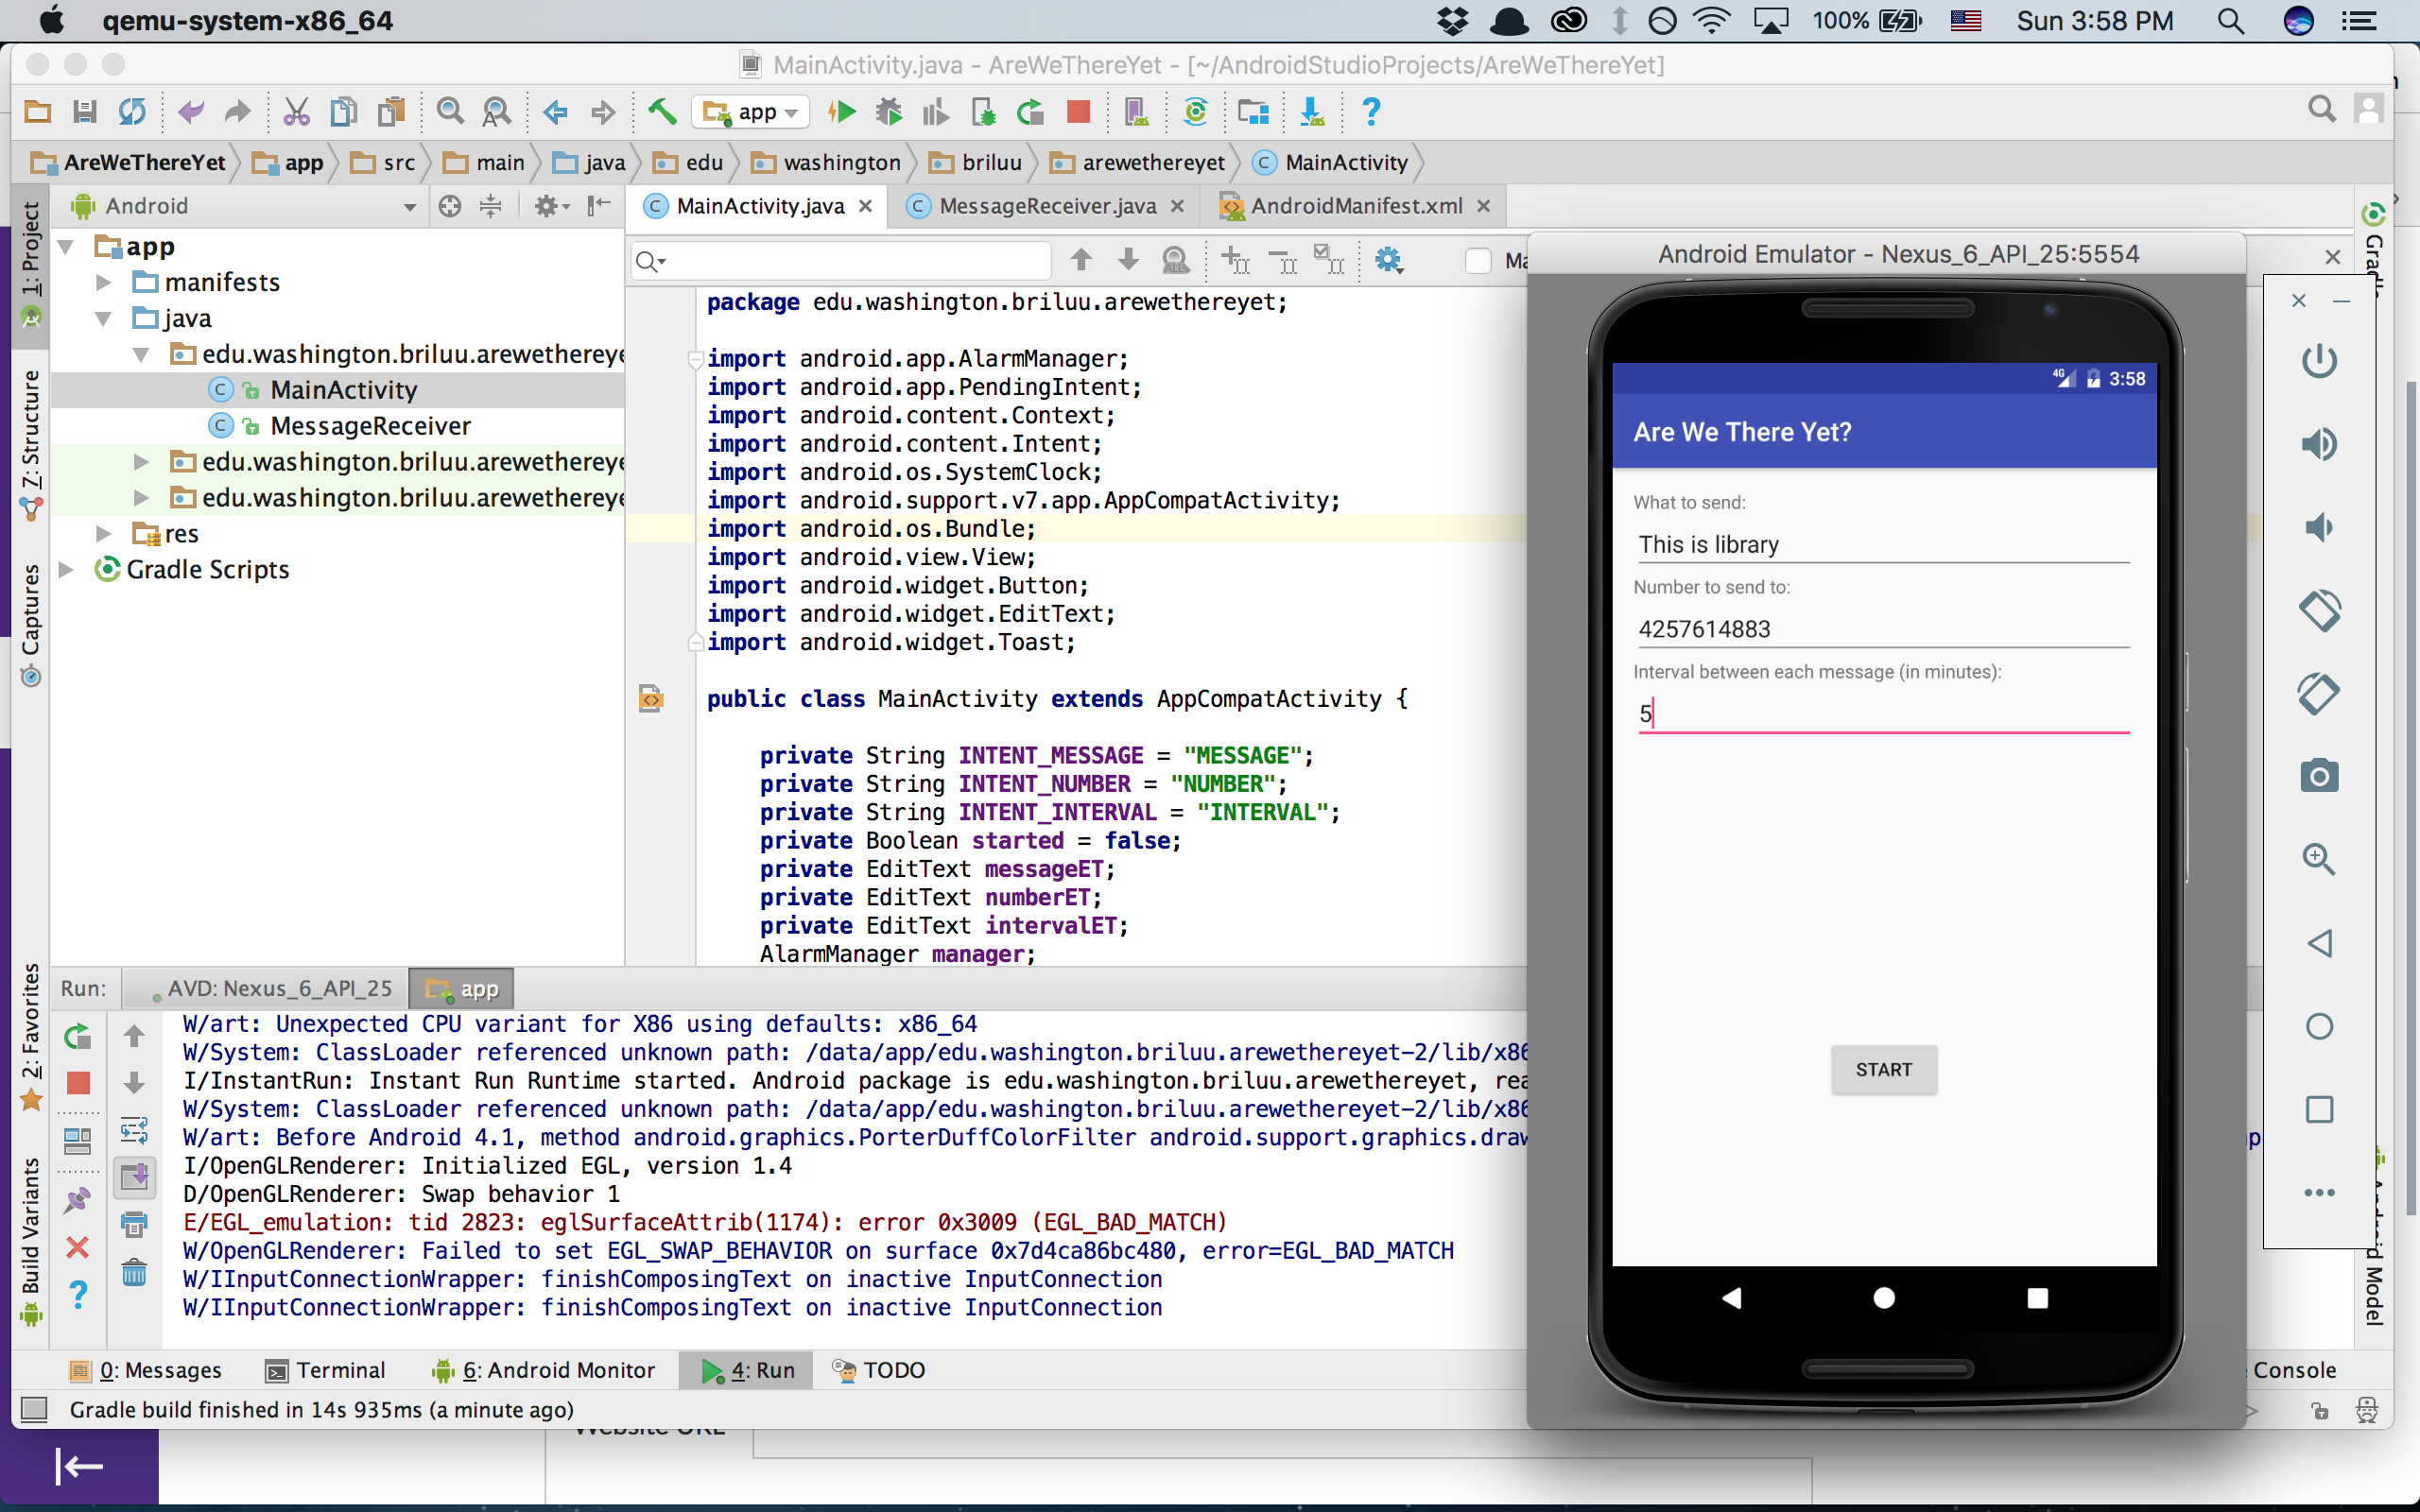 qemu-system-x86_64
100%
Sun 3:58 PM
MainActivity.java - AreWeThereYet - [~/AndroidStudioProjects/AreWeThereYet]
app
AreWeThereYet app src main java edu washington briluu arewethereyet MainActivity
1: Project
7: Structure
Captures
2: Favorites
Build Variants
Android
MainActivity.java
MessageReceiver.java
AndroidManifest.xml
app
manifests
java
edu.washington.briluu.arewethereye
MainActivity
MessageReceiver
edu.washington.briluu.arewethereye
edu.washington.briluu.arewethereye
res
Gradle Scripts
package edu.washington.briluu.arewethereyet;
import android.app.AlarmManager;
import android.app.PendingIntent;
import android.content.Context;
import android.content.Intent;
import android.os.SystemClock;
import android.support.v7.app.AppCompatActivity;
import android.os.Bundle;
import android.view.View;
import android.widget.Button;
import android.widget.EditText;
import android.widget.Toast;
public class MainActivity extends AppCompatActivity {
private String INTENT_MESSAGE = "MESSAGE";
private String INTENT_NUMBER = "NUMBER";
private String INTENT_INTERVAL = "INTERVAL";
private Boolean started = false;
private EditText messageET;
private EditText numberET;
private EditText intervalET;
AlarmManager manager;
Android Emulator - Nexus_6_API_25:5554
4G 3:58
Are We There Yet?
What to send:
This is library
Number to send to:
4257614883
Interval between each message (in minutes):
5
START
Run:
AVD: Nexus_6_API_25
app
W/art: Unexpected CPU variant for X86 using defaults: x86_64
W/System: ClassLoader referenced unknown path: /data/app/edu.washington.briluu.arewethereyet-2/lib/x86
I/InstantRun: Instant Run Runtime started. Android package is edu.washington.briluu.arewethereyet, rea
W/System: ClassLoader referenced unknown path: /data/app/edu.washington.briluu.arewethereyet-2/lib/x86
W/art: Before Android 4.1, method android.graphics.PorterDuffColorFilter android.support.graphics.draw
I/OpenGLRenderer: Initialized EGL, version 1.4
D/OpenGLRenderer: Swap behavior 1
E/EGL_emulation: tid 2823: eglSurfaceAttrib(1174): error 0x3009 (EGL_BAD_MATCH)
W/OpenGLRenderer: Failed to set EGL_SWAP_BEHAVIOR on surface 0x7d4ca86bc480, error=EGL_BAD_MATCH
W/IInputConnectionWrapper: finishComposingText on inactive InputConnection
W/IInputConnectionWrapper: finishComposingText on inactive InputConnection
0: Messages
Terminal
6: Android Monitor
4: Run
TODO
Console
Model
Gradle build finished in 14s 935ms (a minute ago)